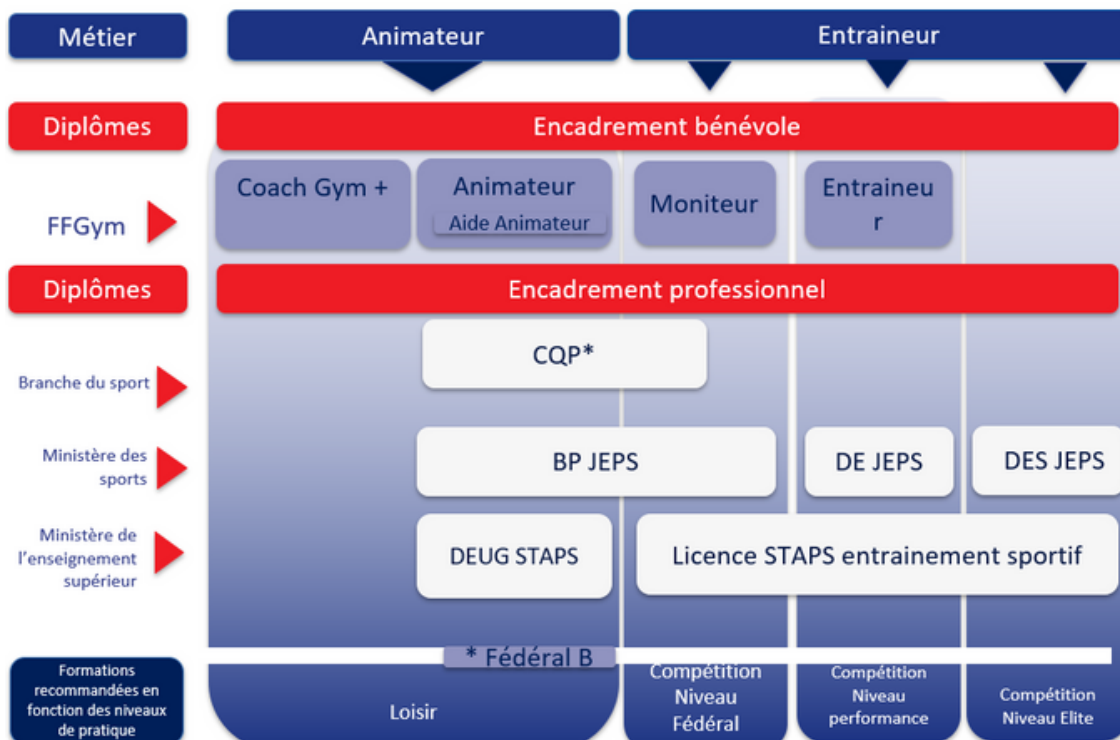 Métier
Animateur
Entraineur
Diplômes
Encadrement bénévole
FFGym
Coach Gym +
Animateur
Aide Animateur
Moniteur
Entraineu
r
Diplômes
Encadrement professionnel
Branche du sport
CQP*
Ministère des
sports
BP JEPS
DE JEPS
DES JEPS
Ministère de
l'enseignement
supérieur
DEUG STAPS
Licence STAPS entrainement sportif
* Fédéral B
Formations
recommandées en
fonction des niveaux
de pratique
Loisir
Compétition
Niveau
Fédéral
Compétition
Niveau
performance
Compétition
Niveau Elite